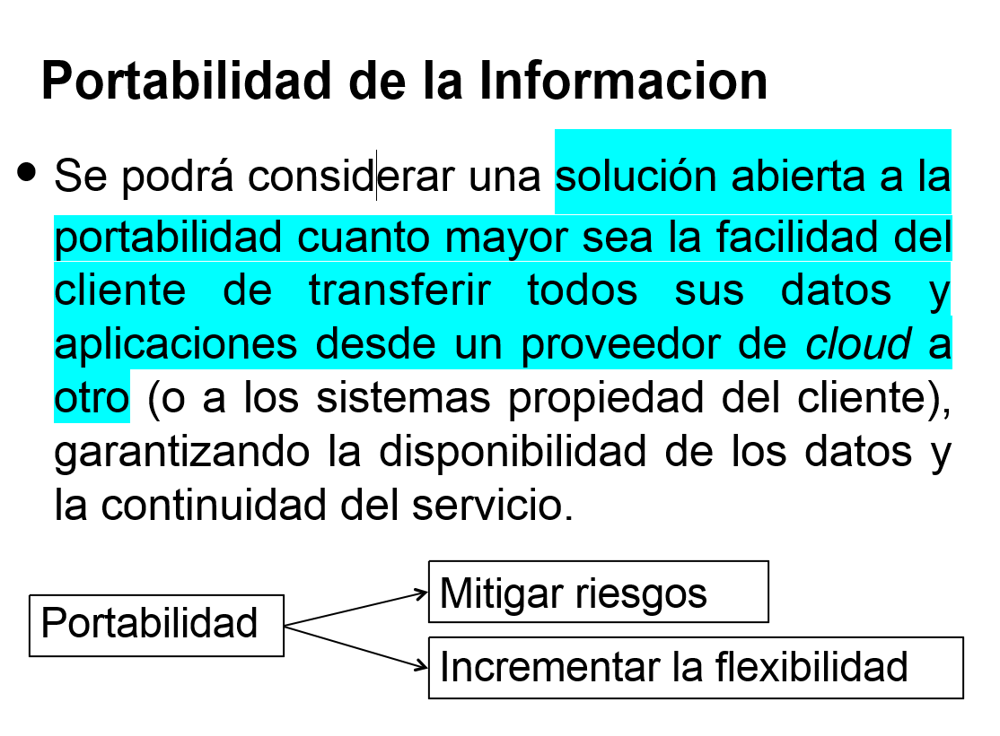 Portabilidad de la Informacion
• Se podrá considerar una solución abierta a la
portabilidad cuanto mayor sea la facilidad del
cliente de transferir todos sus datos y
aplicaciones desde un proveedor de cloud a
otro (o a los sistemas propiedad del cliente),
garantizando la disponibilidad de los datos y
la continuidad del servicio.
Portabilidad
Mitigar riesgos
Incrementar la flexibilidad